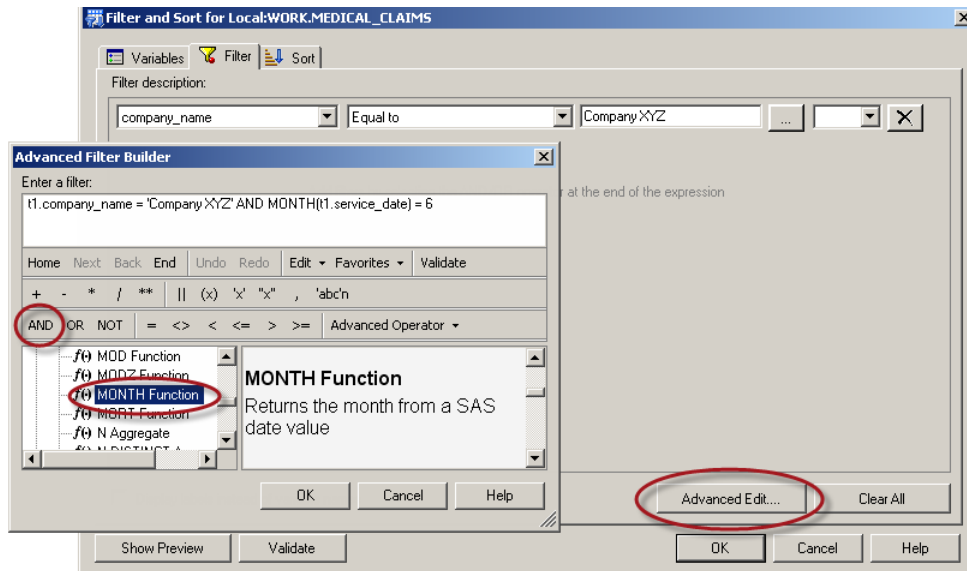 Filter and Sort for Local:WORK.MEDICAL_CLAIMS
Variables Filter Sort
Filter description:
company_name Equal to Company XYZ ...
r at the end of the expression
Advanced Filter Builder
Enter a filter:
t1.company_name = 'Company XYZ' AND MONTH(t1.service_date) = 6
Home Next Back End Undo Redo Edit Favorites Validate
+ - * / ** || (x) 'x' "x" , 'abc'n
AND OR NOT = <> < <= > >= Advanced Operator
f() MOD Function
f() MODZ Function
f() MONTH Function
f() MORT Function
f() N Aggregate
MONTH Function
Returns the month from a SAS
date value
OK Cancel Help
Advanced Edit.... Clear All
Show Preview Validate OK Cancel Help